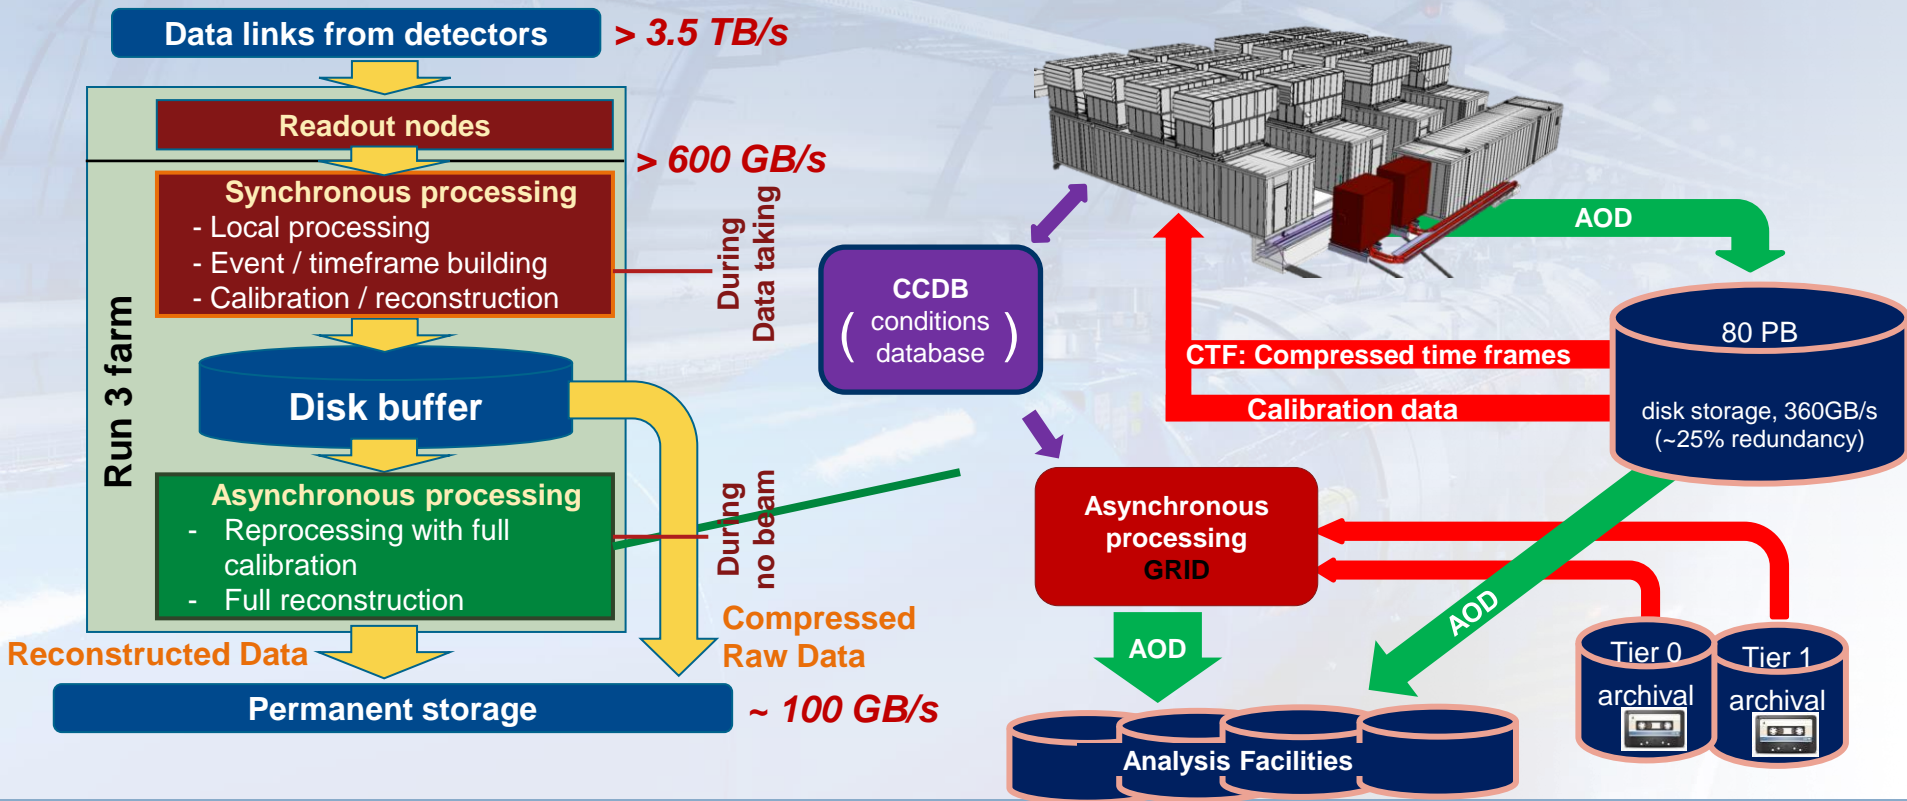 Data links from detectors
> 3.5 TB/s
Readout nodes
> 600 GB/s
Synchronous processing
- Local processing
- Event / timeframe building
- Calibration / reconstruction
During
Data taking
Run 3 farm
Disk buffer
Asynchronous processing
- Reprocessing with full
calibration
- Full reconstruction
During
no beam
Reconstructed Data
Compressed
Raw Data
Permanent storage
~ 100 GB/s
CCDB
( conditions
database )
AOD
80 PB
disk storage, 360GB/s
(~25% redundancy)
CTF: Compressed time frames
Calibration data
Asynchronous
processing
GRID
AOD
AOD
Tier 0
archival
Tier 1
archival
Analysis Facilities